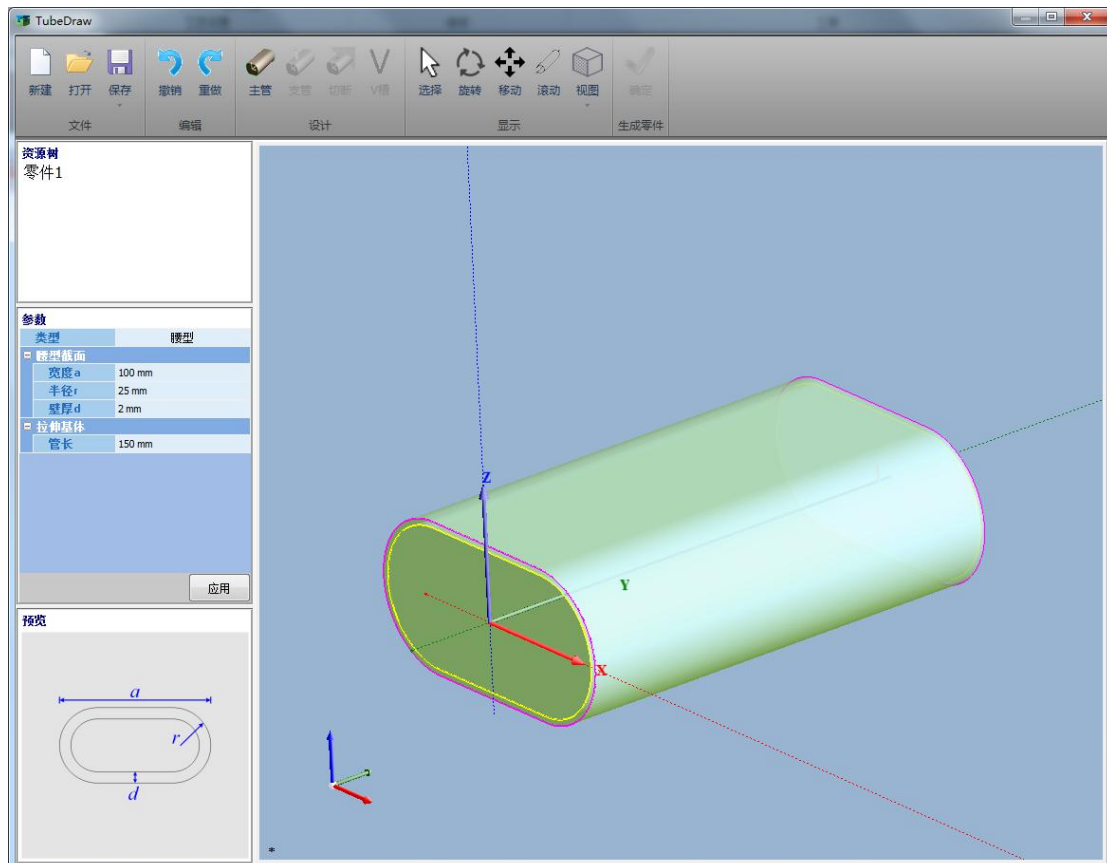 TubeDraw
新建 打开 保存 撤销 重做 主管 支管 切断 V槽 选择 旋转 移动 滚动 视图 确定
文件 编辑 设计 显示 生成零件
资源树
零件1
参数
类型 腰型
腰型截面
宽度a 100 mm
半径r 25 mm
壁厚d 2 mm
拉伸基体
管长 150 mm
应用
预览
a
r
d
Z
Y
X
*